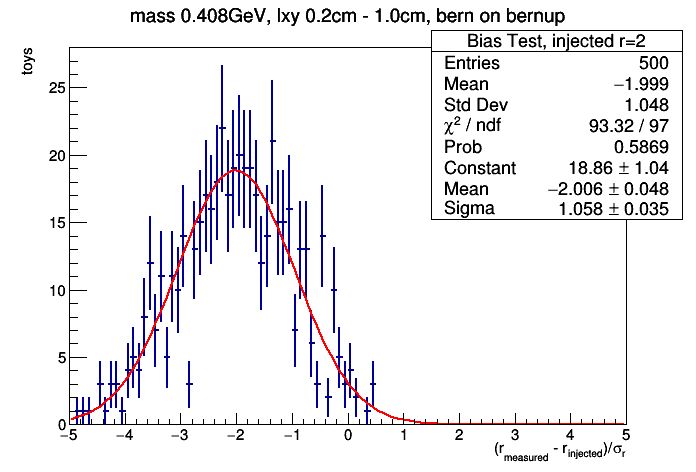 mass 0.408GeV, lxy 0.2cm - 1.0cm, bern on bernup
Bias Test, injected r=2
Entries 500
Mean −1.999
Std Dev 1.048
χ² / ndf 93.32 / 97
Prob 0.5869
Constant 18.86 ± 1.04
Mean −2.006 ± 0.048
Sigma 1.058 ± 0.035
toys
25
20
15
10
5
0
−5 −4 −3 −2 −1 0 1 2 3 4 5
(r_measured - r_injected)/σ_r